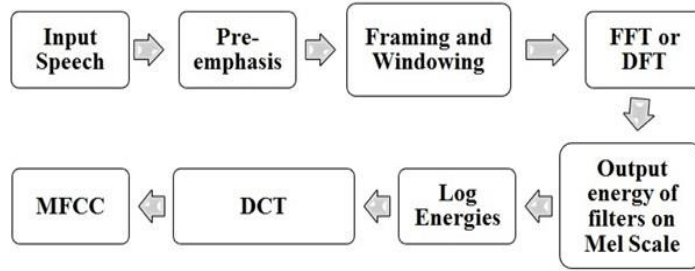 Input
Speech
Pre-
emphasis
Framing and
Windowing
FFT or
DFT
Output
energy of
filters on
Mel Scale
Log
Energies
DCT
MFCC